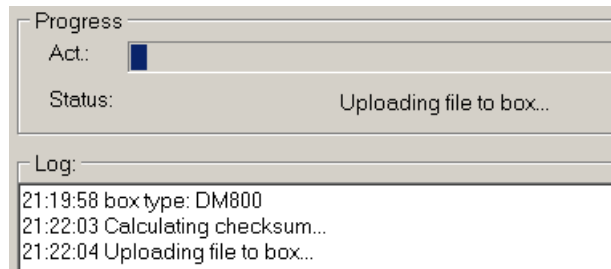 Progress
Act.:
Status: Uploading file to box...
Log:
21:19:58 box type: DM800
21:22:03 Calculating checksum...
21:22:04 Uploading file to box...